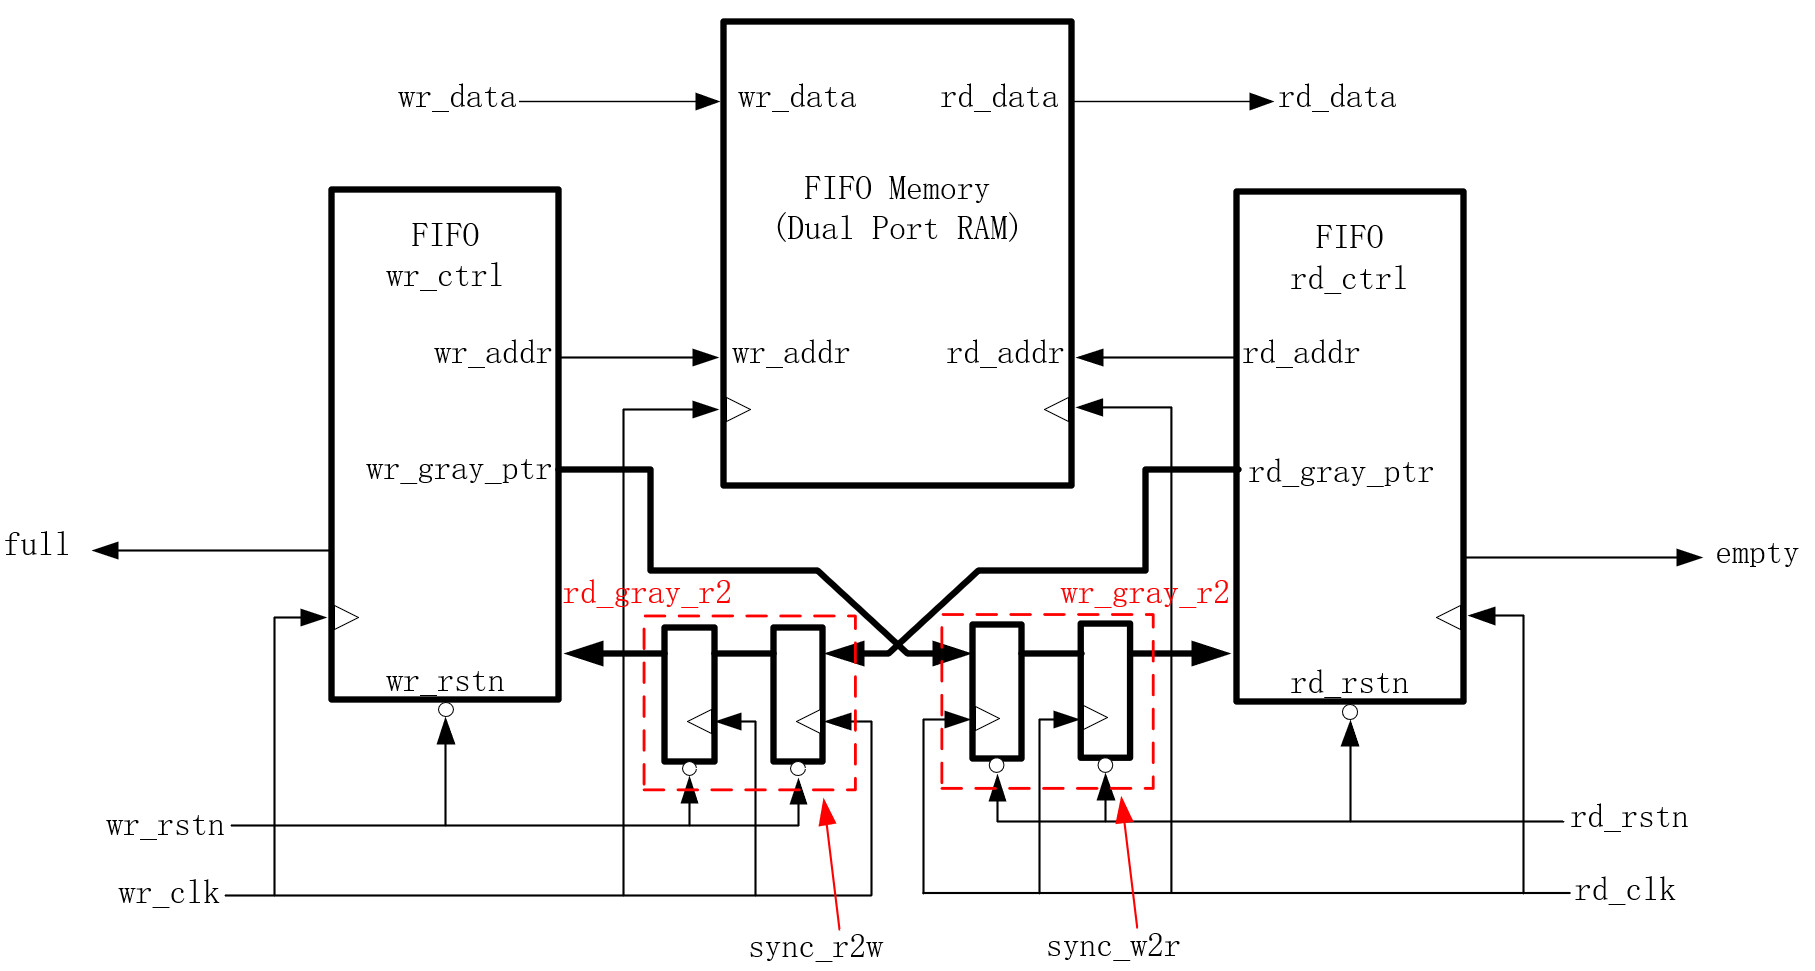 wr_data
wr_data
rd_data
rd_data
FIFO Memory
(Dual Port RAM)
FIFO
wr_ctrl
FIFO
rd_ctrl
wr_addr
wr_addr
rd_addr
rd_addr
wr_gray_ptr
rd_gray_ptr
full
empty
rd_gray_r2
wr_gray_r2
wr_rstn
rd_rstn
wr_rstn
rd_rstn
wr_clk
rd_clk
sync_r2w
sync_w2r